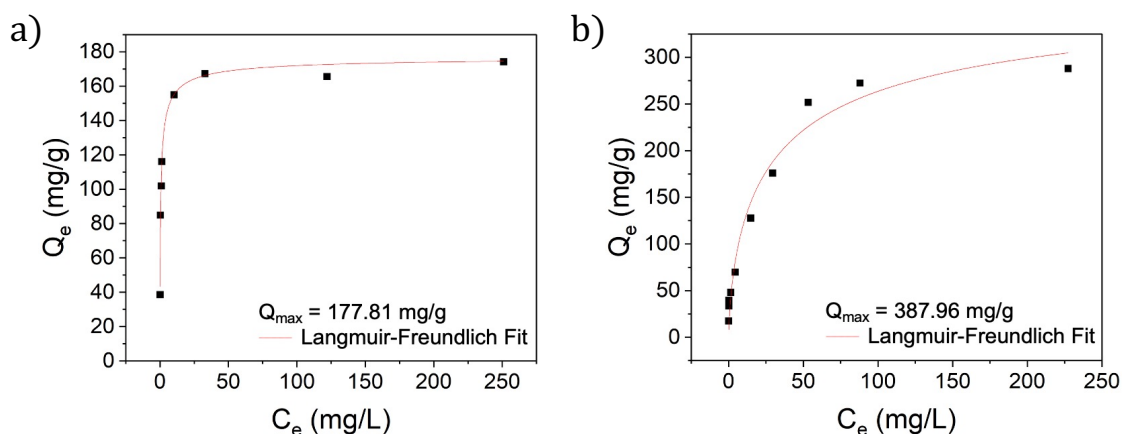 a)
Qe (mg/g)
180
160
140
120
100
80
60
40
20
0
Qmax = 177.81 mg/g
Langmuir-Freundlich Fit
0 50 100 150 200 250
Ce (mg/L)
b)
Qe (mg/g)
300
250
200
150
100
50
0
Qmax = 387.96 mg/g
Langmuir-Freundlich Fit
0 50 100 150 200 250
Ce (mg/L)